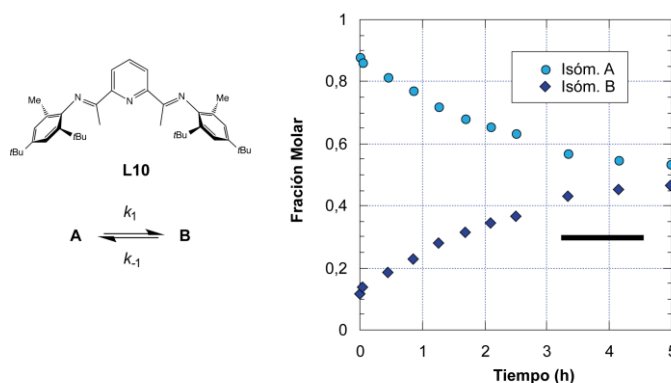 Me
N
N
N
Me
tBu
tBu
tBu
tBu
L10
k1
A B
k-1
Fración Molar
1
0,8
0,6
0,4
0,2
0
Isóm. A
Isóm. B
0 1 2 3 4 5
Tiempo (h)